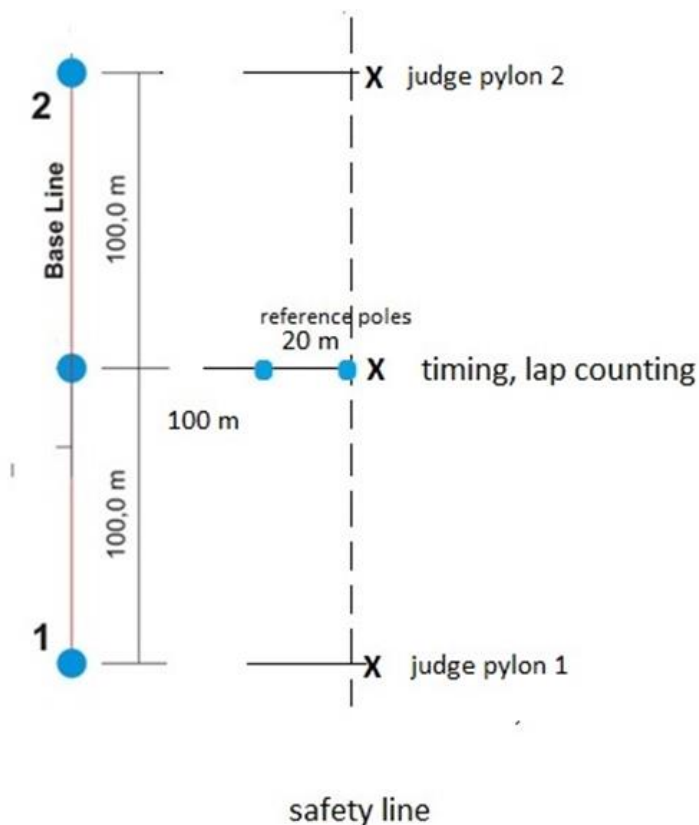 X judge pylon 2
2
Base Line
100,0 m
reference poles
20 m
X timing, lap counting
100 m
100,0 m
1
X judge pylon 1
safety line